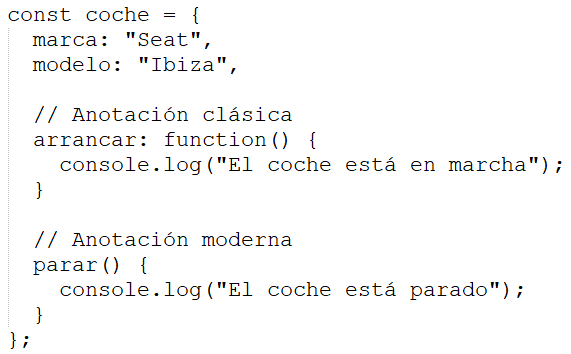 const coche = {
  marca: "Seat",
  modelo: "Ibiza",

  // Anotación clásica
  arrancar: function() {
    console.log("El coche está en marcha");
  }

  // Anotación moderna
  parar() {
    console.log("El coche está parado");
  }
};